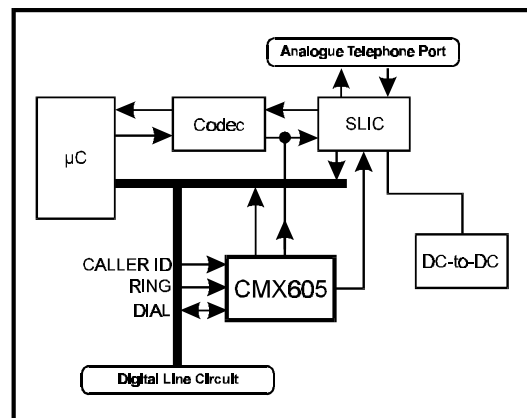 Analogue Telephone Port
µC
Codec
SLIC
CALLER ID
RING
DIAL
CMX605
DC-to-DC
Digital Line Circuit